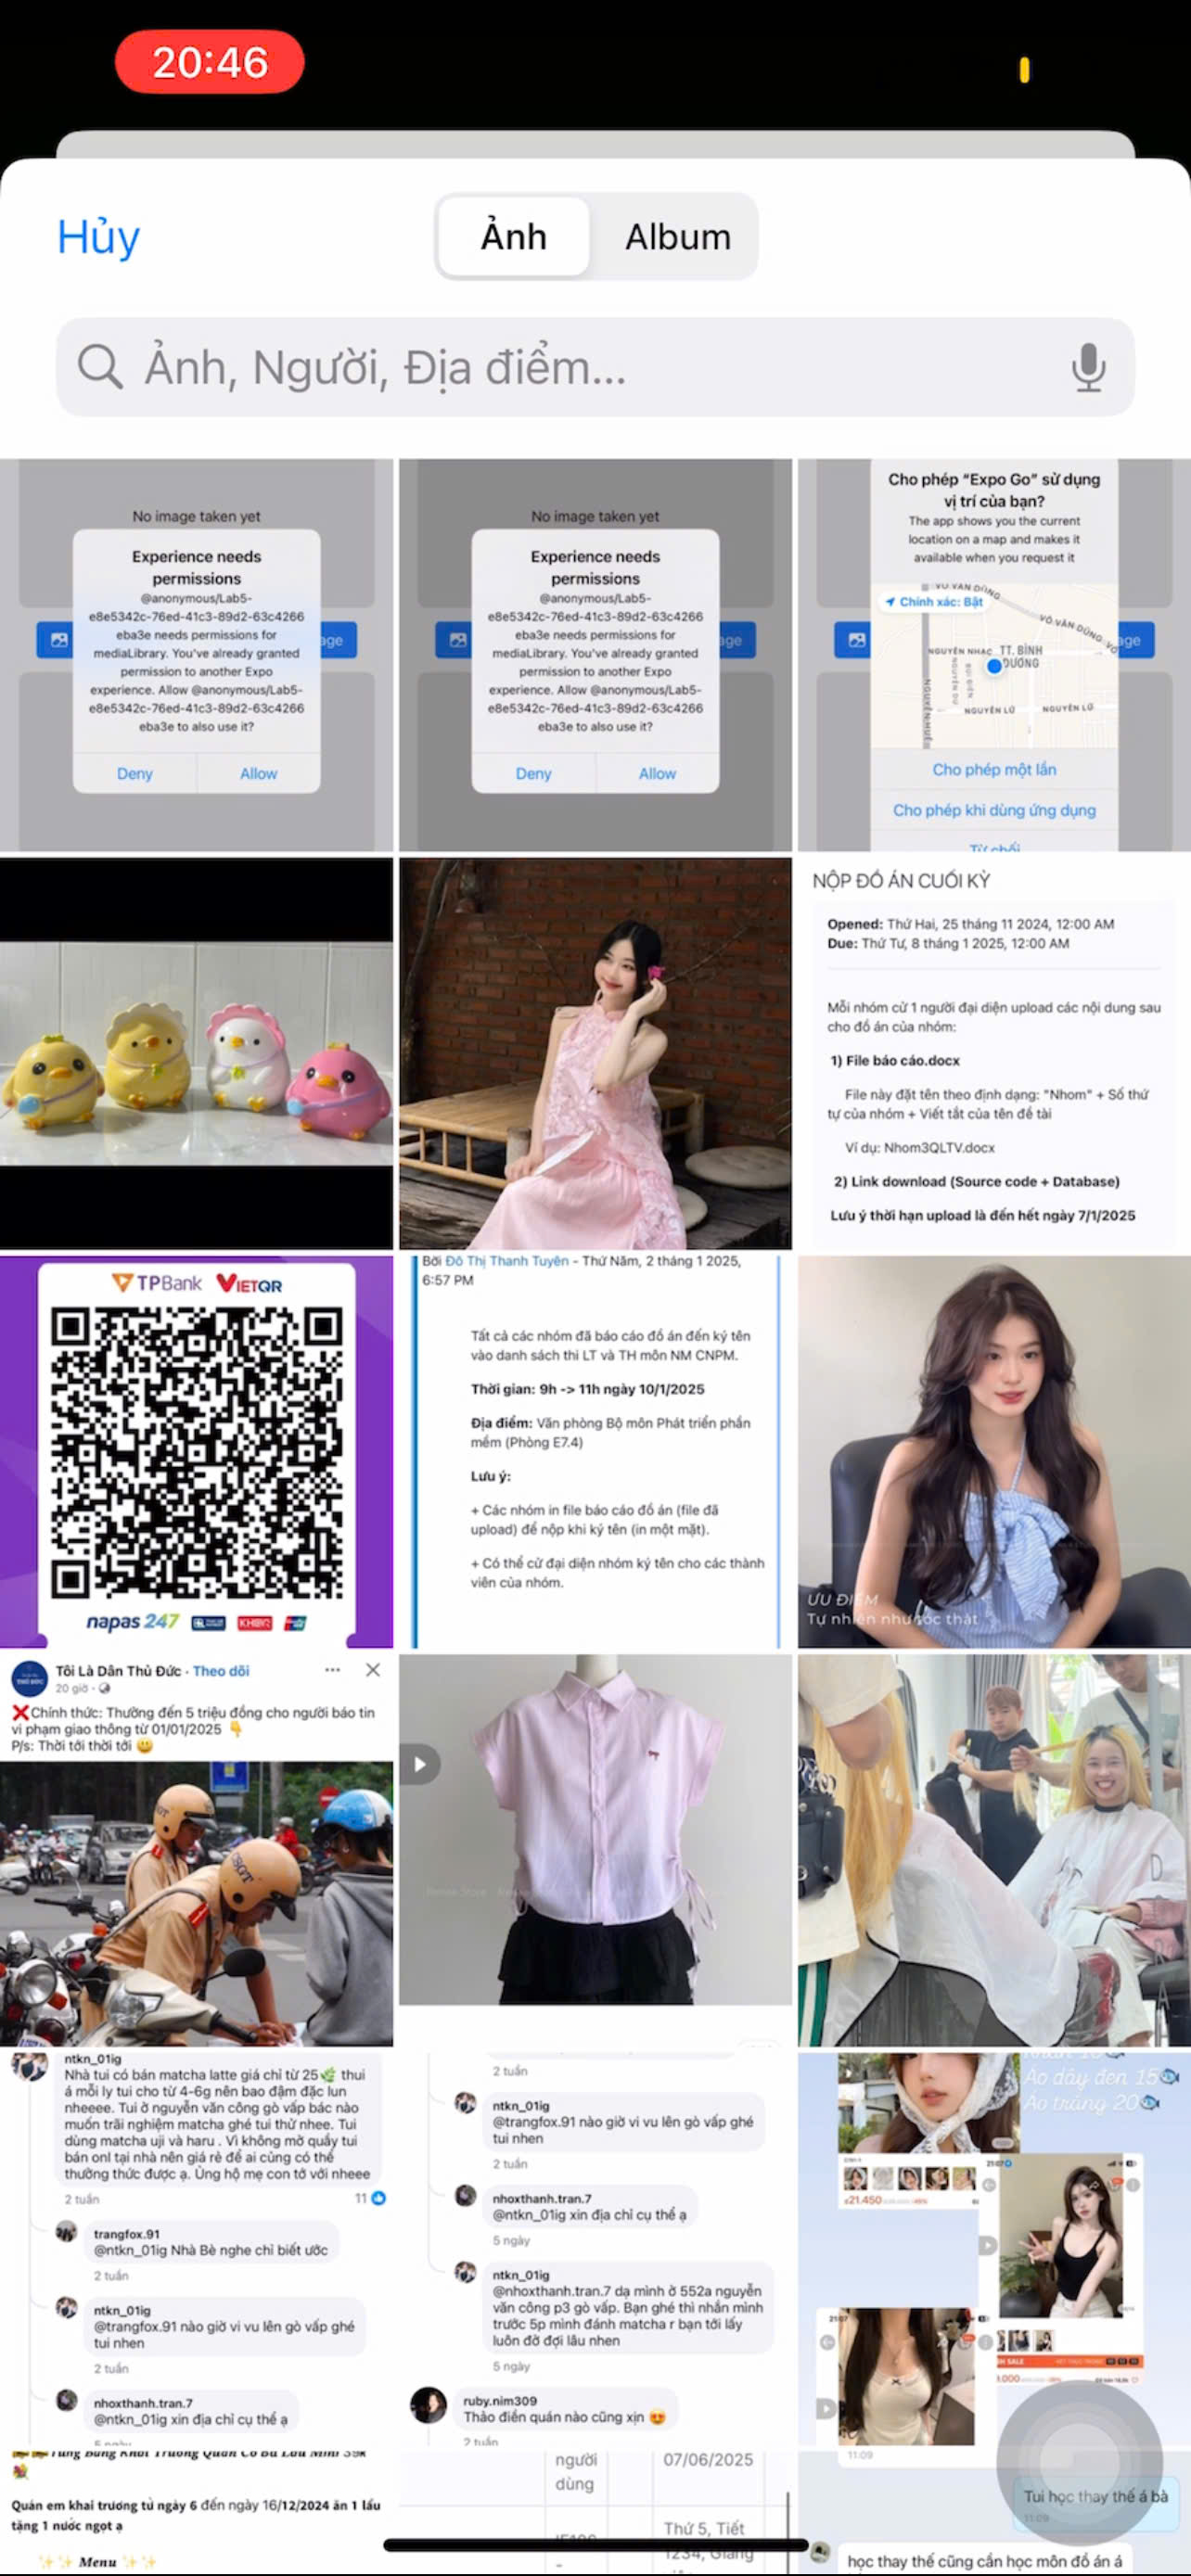 20:46
Hủy
Ảnh
Album
Ảnh, Người, Địa điểm...
No image taken yet
Experience needs
permissions
@anonymous/Lab5-
e8e5342c-76ed-41c3-89d2-63c4266
eba3e needs permissions for
mediaLibrary. You've already granted
permission to another Expo
experience. Allow @anonymous/Lab5-
e8e5342c-76ed-41c3-89d2-63c4266
eba3e to also use it?
Deny
Allow
age
No image taken yet
Experience needs
permissions
@anonymous/Lab5-
e8e5342c-76ed-41c3-89d2-63c4266
eba3e needs permissions for
mediaLibrary. You've already granted
permission to another Expo
experience. Allow @anonymous/Lab5-
e8e5342c-76ed-41c3-89d2-63c4266
eba3e to also use it?
Deny
Allow
age
Cho phép "Expo Go" sử dụng
vị trí của bạn?
The app shows you the current
location on a map and makes it
available when you request it
Chính xác: Bật
VÕ VĂN DŨNG
NGUYỄN NHẠC
TT. BÌNH
DƯƠNG
NGUYỄN LỮ
NGUYỄN LỮ
age
Cho phép một lần
Cho phép khi dùng ứng dụng
Từ chối
NỘP ĐỒ ÁN CUỐI KỲ
Opened: Thứ Hai, 25 tháng 11 2024, 12:00 AM
Due: Thứ Tư, 8 tháng 1 2025, 12:00 AM
Mỗi nhóm cử 1 người đại diện upload các nội dung sau
cho đồ án của nhóm:
1) File báo cáo.docx
File này đặt tên theo định dạng: "Nhom" + Số thứ
tự của nhóm + Viết tắt của tên đề tài
Ví dụ: Nhom3QLTV.docx
2) Link download (Source code + Database)
Lưu ý thời hạn upload là đến hết ngày 7/1/2025
TPBank VIETQR
napas 247
KHQR
Bởi Đỗ Thị Thanh Tuyền - Thứ Năm, 2 tháng 1 2025,
6:57 PM
Tất cả các nhóm đã báo cáo đồ án đến ký tên
vào danh sách thi LT và TH môn NM CNPM.
Thời gian: 9h -> 11h ngày 10/1/2025
Địa điểm: Văn phòng Bộ môn Phát triển phần
mềm (Phòng E7.4)
Lưu ý:
+ Các nhóm in file báo cáo đồ án (file đã
upload) để nộp khi ký tên (in một mặt).
+ Có thể cử đại diện nhóm ký tên cho các thành
viên của nhóm.
ƯU ĐIỂM
Tự nhiên như tóc thật
Tôi Là Dân Thủ Đức · Theo dõi
20 giờ
❌Chính thức: Thưởng đến 5 triệu đồng cho người báo tin
vi phạm giao thông từ 01/01/2025 👇
P/s: Thời tới thời tới 😀
ntkn_01ig
Nhà tui có bán matcha latte giá chỉ từ 25🌿 thui
á mỗi ly tui cho từ 4-6g nên bao đậm đặc lun
nheeee. Tui ở nguyễn văn công gò vấp bác nào
muốn trãi nghiệm matcha ghé tui thử nhee. Tui
dùng matcha uji và haru . Vì không mở quầy tui
bán onl tại nhà nên giá rẻ để ai cũng có thể
thưởng thức được ạ. Ủng hộ mẹ con tớ với nheee
2 tuần
11
trangfox.91
@ntkn_01ig Nhà Bè nghe chỉ biết ước
2 tuần
ntkn_01ig
@trangfox.91 nào giờ vi vu lên gò vấp ghé
tui nhen
2 tuần
nhoxthanh.tran.7
@ntkn_01ig xin địa chỉ cụ thể ạ
5 ngày
2 tuần
ntkn_01ig
@trangfox.91 nào giờ vi vu lên gò vấp ghé
tui nhen
2 tuần
nhoxthanh.tran.7
@ntkn_01ig xin địa chỉ cụ thể ạ
5 ngày
ntkn_01ig
@nhoxthanh.tran.7 dạ mình ở 552a nguyễn
văn công p3 gò vấp. Bạn ghé thì nhắn mình
trước 5p mình đánh matcha r bạn tới lấy
luôn đỡ đợi lâu nhen
5 ngày
ruby.nim309
Thảo điền quán nào cũng xịn 😍
2 tuần
Áo dây đen 15🐟
Áo trắng 20🐟
21.450
21:07
21:07
SALE
.000
11:09
Quán em khai trương từ ngày 6 đến ngày 16/12/2024 ăn 1 lẩu
tặng 1 nước ngọt ạ
✨✨ Menu ✨✨
người
dùng
07/06/2025
Thứ 5, Tiết
Tui học thay thế á bà
11:09
học thay thế cũng cần học môn đồ án á